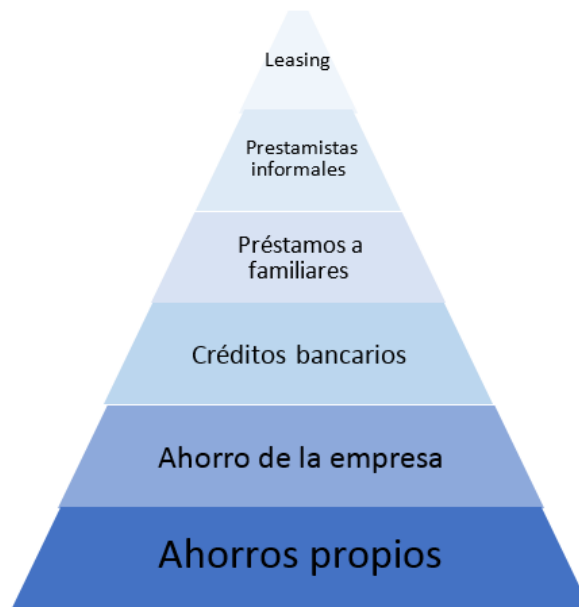 Leasing
Prestamistas
informales
Préstamos a
familiares
Créditos bancarios
Ahorro de la empresa
Ahorros propios